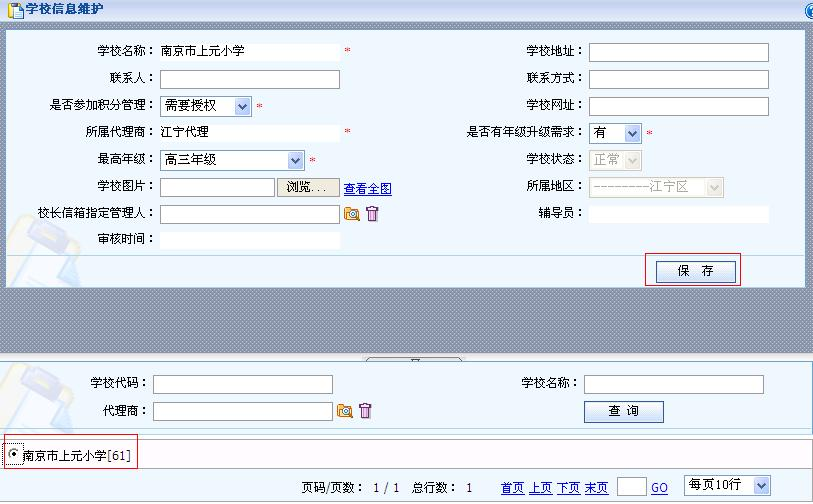 学校信息维护
学校名称： 南京市上元小学 * 学校地址：
联系人： 联系方式：
是否参加积分管理： 需要授权 * 学校网址：
所属代理商： 江宁代理 * 是否有年级升级需求： 有 *
最高年级： 高三年级 * 学校状态： 正常
学校图片： 浏览... 查看全图 所属地区： --------江宁区
校长信箱指定管理人： 辅导员：
审核时间：
保 存
学校代码： 学校名称：
代理商： 查 询
南京市上元小学[61]
页码/页数： 1 / 1 总行数： 1 首页 上页 下页 末页 GO 每页10行